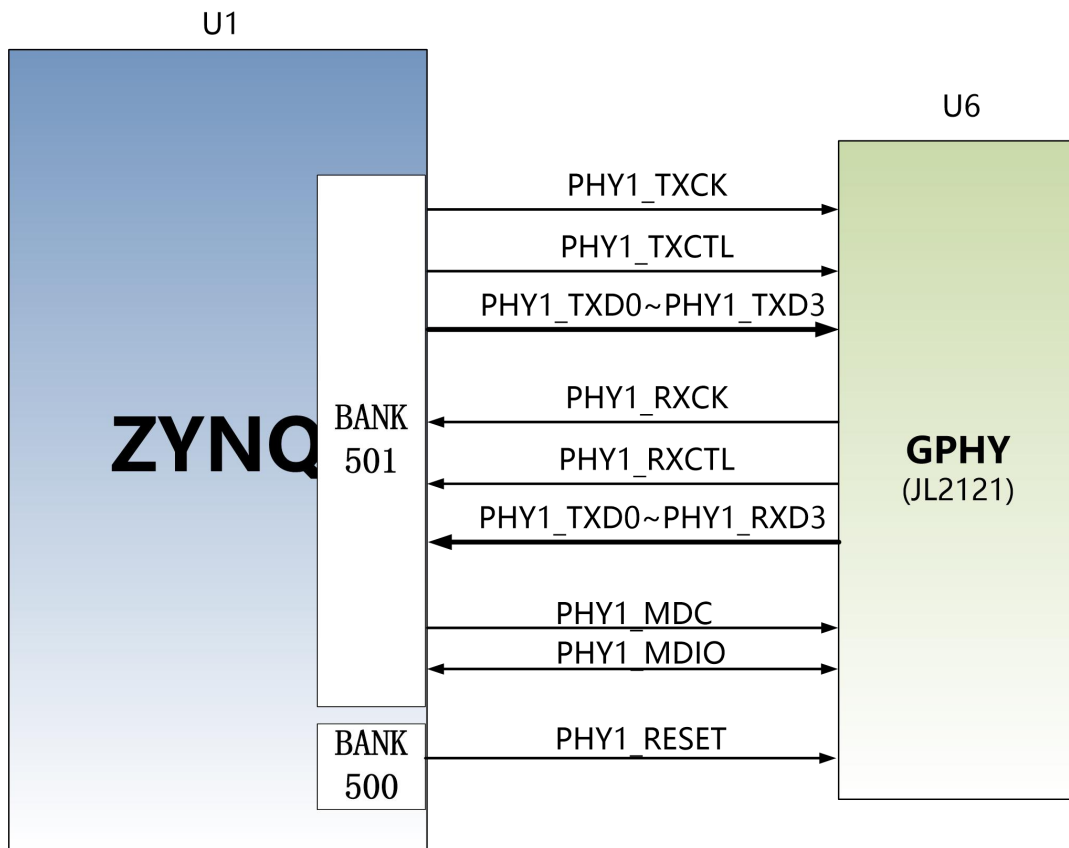 U1
U6
PHY1_TXCK
PHY1_TXCTL
PHY1_TXD0~PHY1_TXD3
PHY1_RXCK
PHY1_RXCTL
PHY1_TXD0~PHY1_RXD3
PHY1_MDC
PHY1_MDIO
PHY1_RESET
ZYNQ
BANK
501
BANK
500
GPHY
(JL2121)